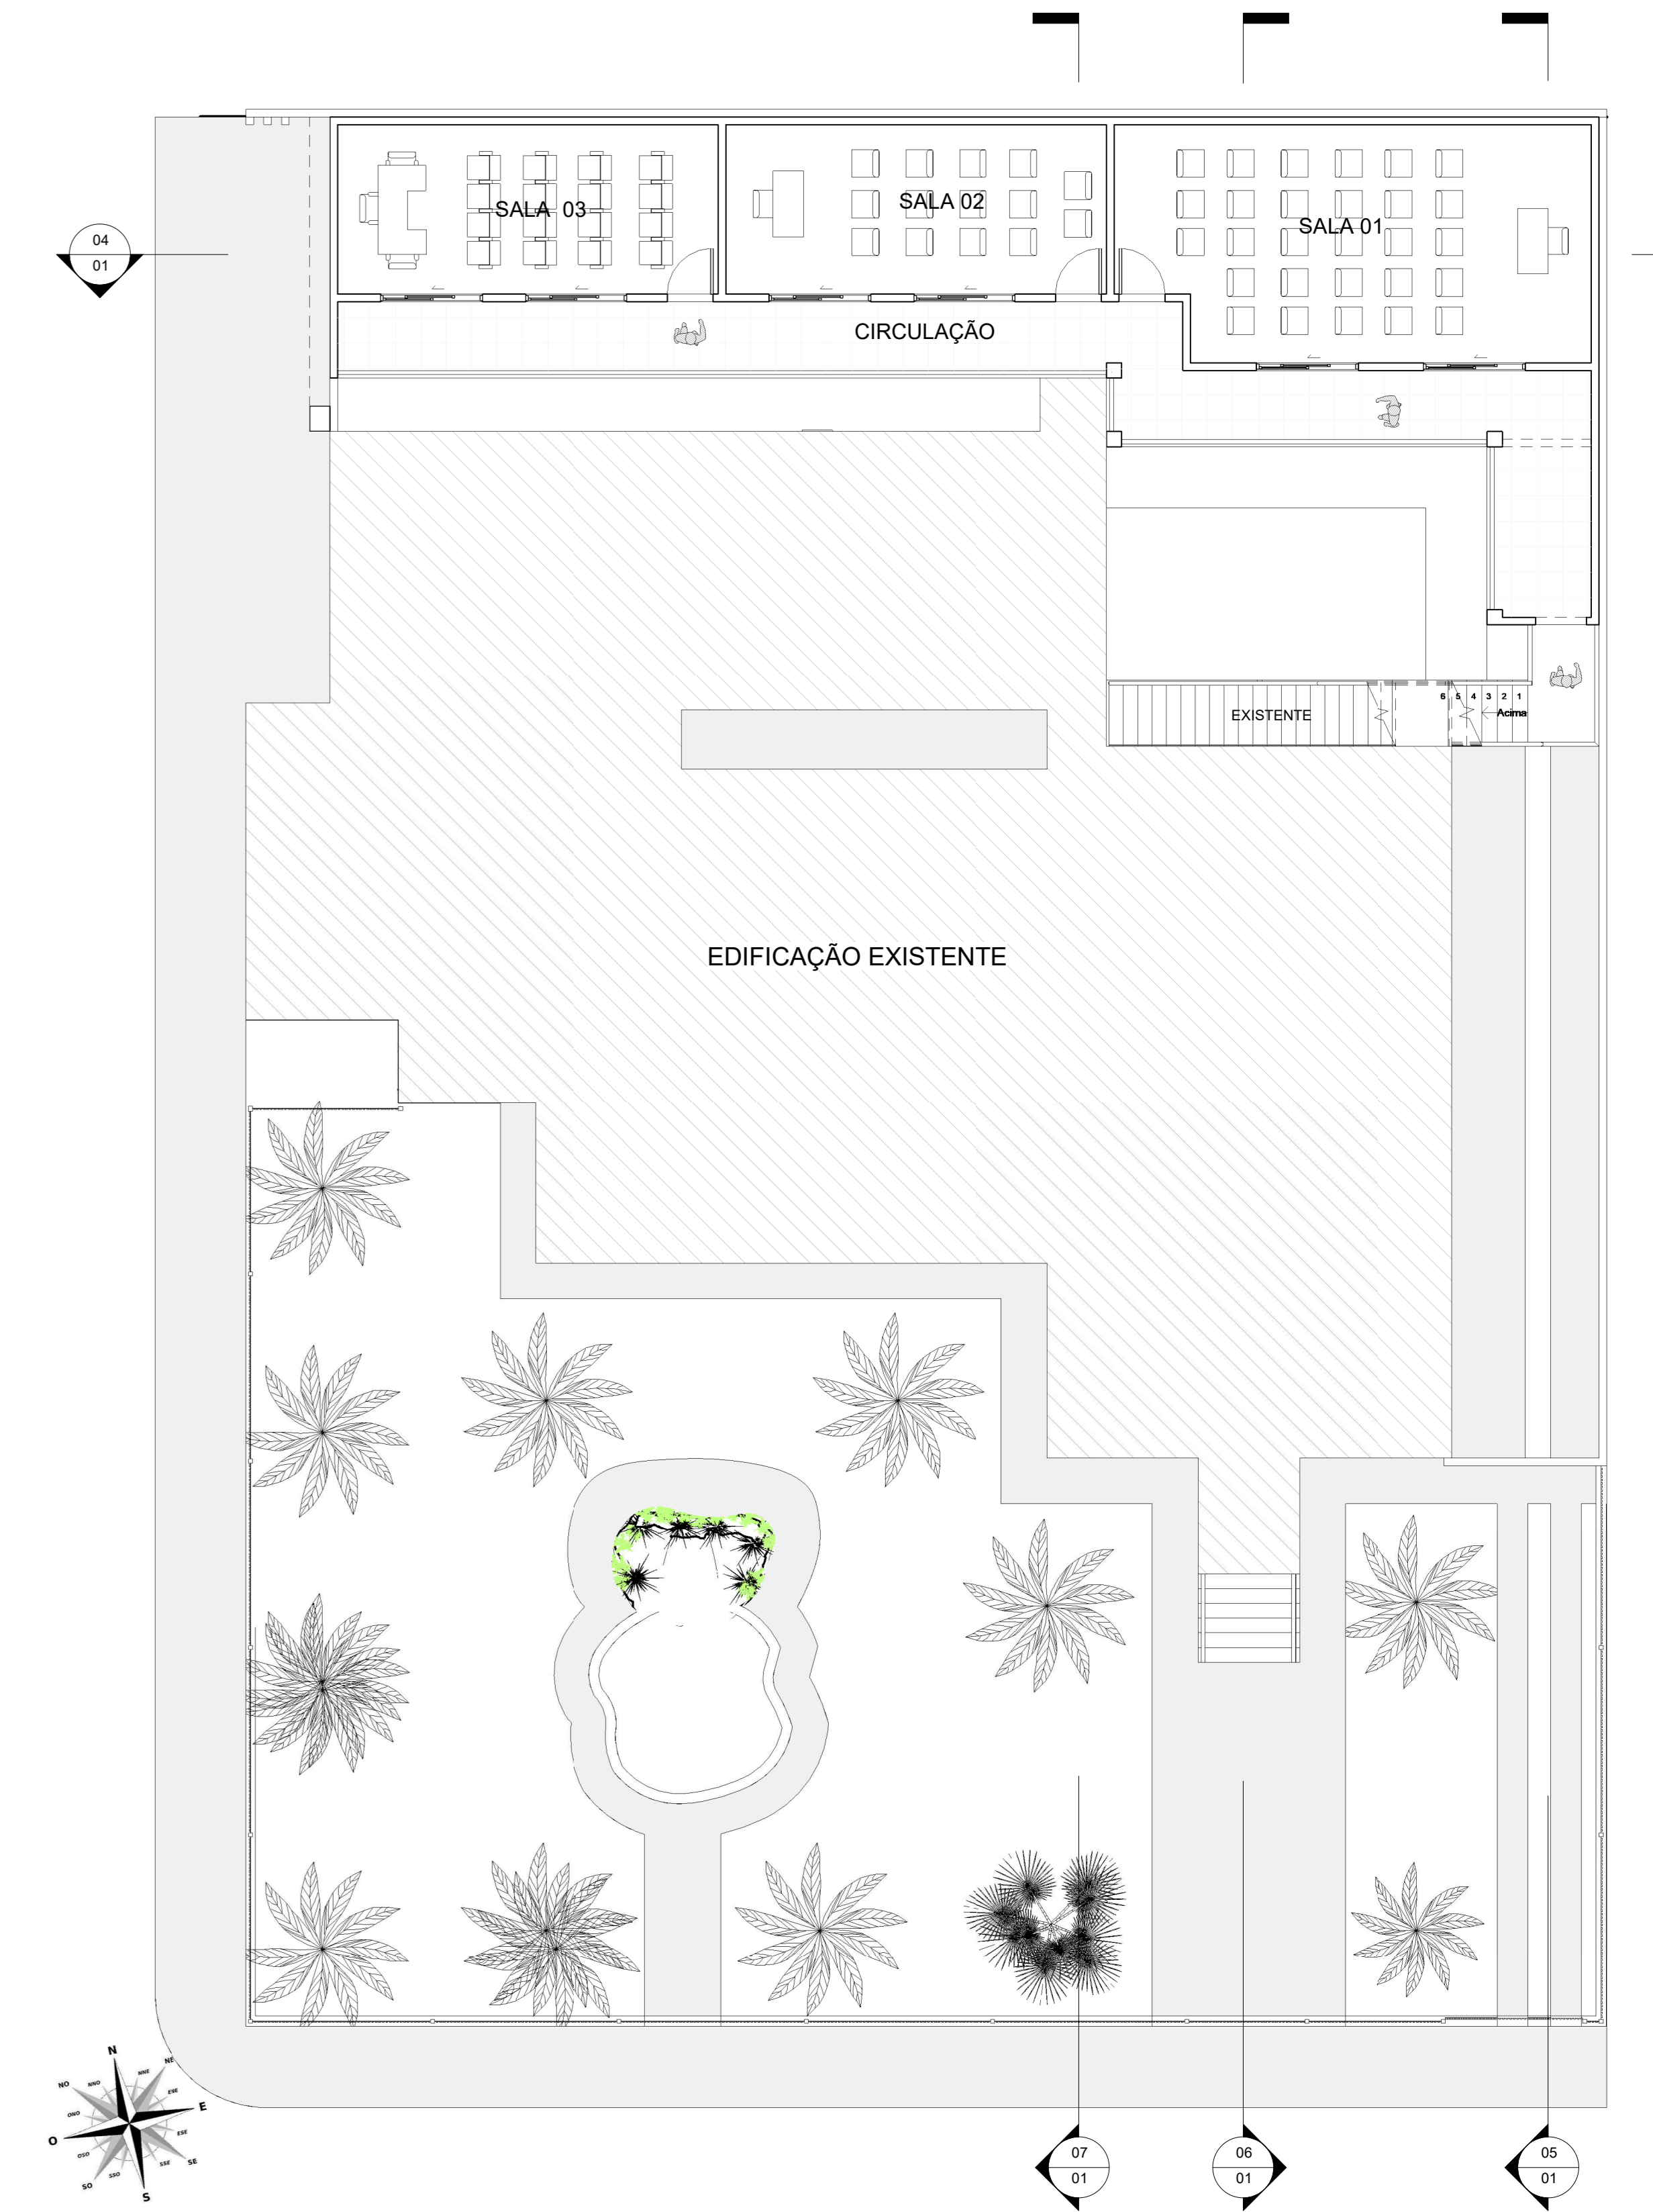 SALA 03
SALA 02
SALA 01
04
01
CIRCULAÇÃO
6 5 4 3 2 1
EXISTENTE
Acima
EDIFICAÇÃO EXISTENTE
N
NNO
NNE
NO
NE
ONO
ESE
O
E
OSO
ESE
SO
SE
SSO
SSE
S
07
01
06
01
05
01